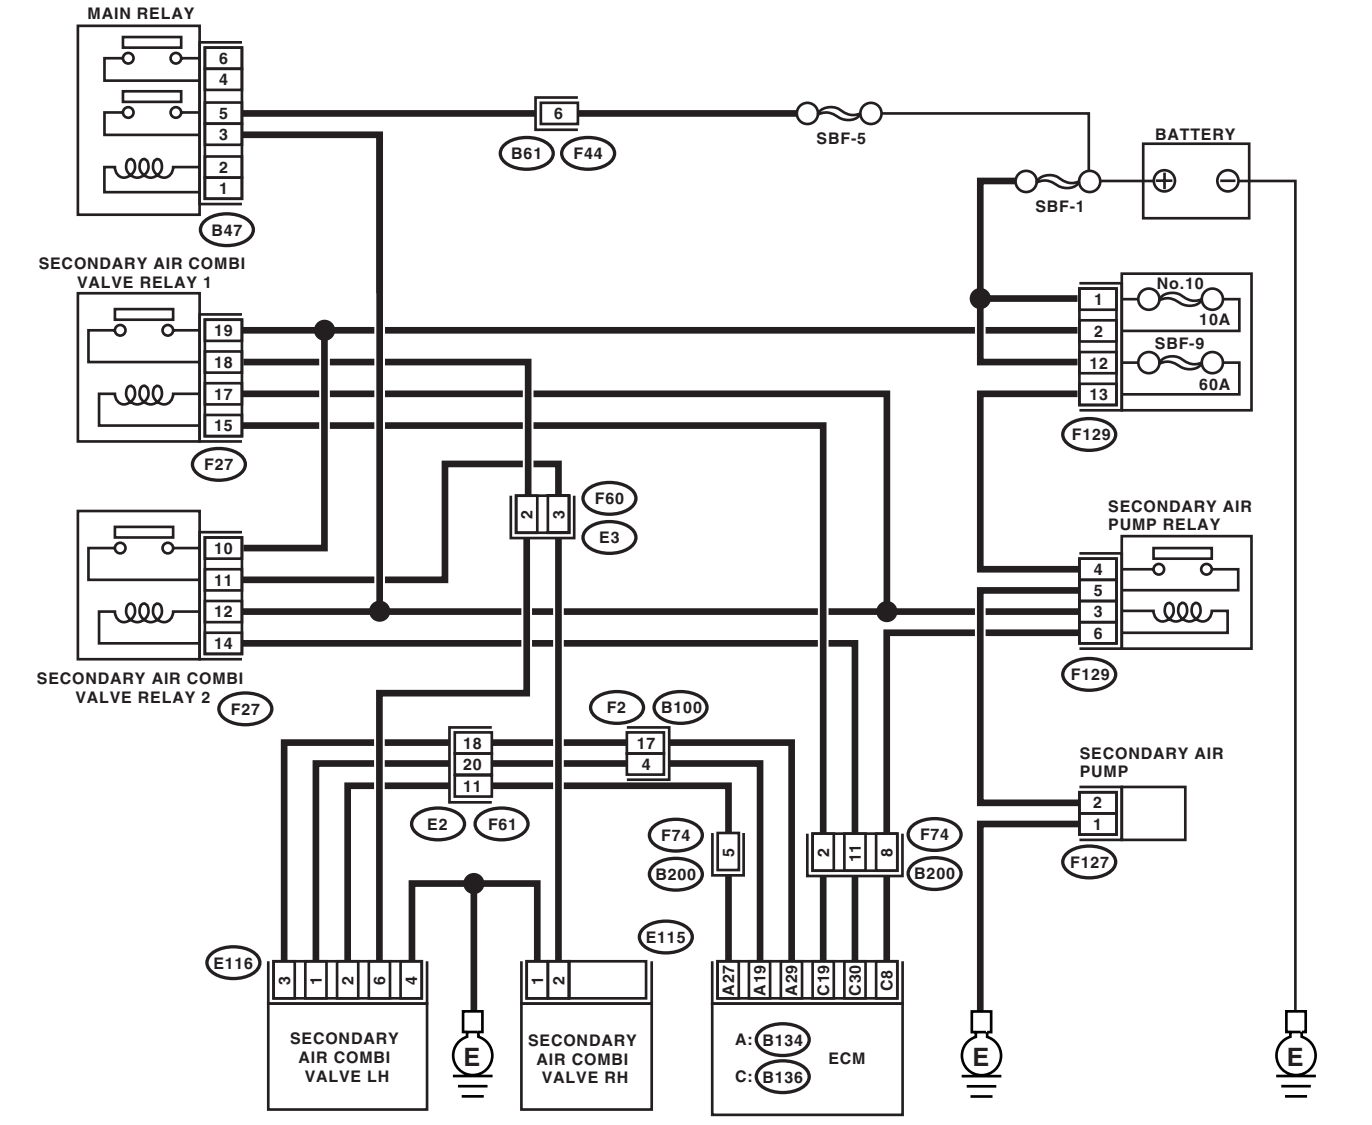 MAIN RELAY
6
4
5
3
2
1
B47
6
B61 F44
SBF-5
BATTERY
+ −
SBF-1
SECONDARY AIR COMBI
VALVE RELAY 1
19
18
17
15
F27
No.10
1
10A
2
SBF-9
12
60A
13
F129
2 3
F60
E3
10
11
12
14
SECONDARY AIR COMBI
VALVE RELAY 2
F27
SECONDARY AIR
PUMP RELAY
4
5
3
6
F129
F2 B100
18
20
11
17
4
E2 F61
SECONDARY AIR
PUMP
2
1
F127
F74
5
B200
2 11 8
F74
B200
E116
3 1 2 6 4
SECONDARY
AIR COMBI
VALVE LH
E
E115
1 2
SECONDARY
AIR COMBI
VALVE RH
A27 A19 A29 C19 C30 C8
A: B134
C: B136
ECM
E
E